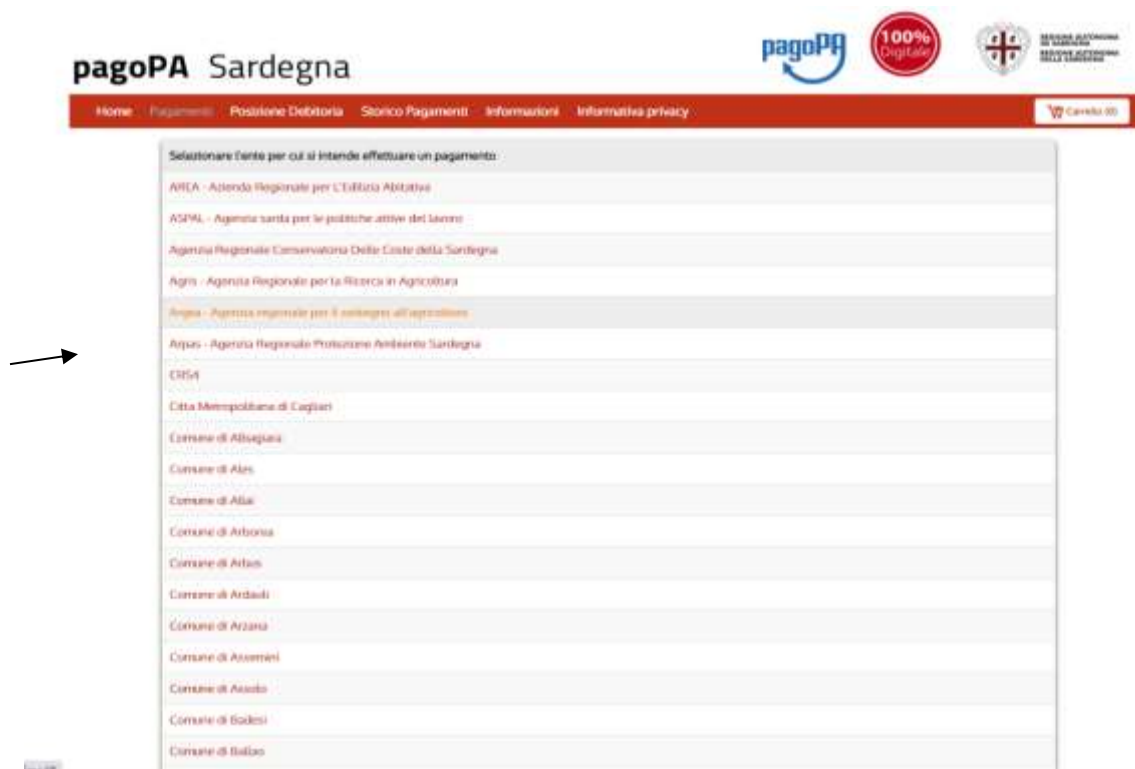 pagoPA Sardegna
pagoPA
100%
Digitale
REGIONE AUTONOMA
DELLA SARDEGNA
Home Pagamenti Posizione Debitoria Storico Pagamenti Informazioni Informativa privacy
Carrello (0)
Selezionare l'ente per cui si intende effettuare un pagamento
AREA - Azienda Regionale per L'Edilizia Abitativa
ASPAL - Agenzia sarda per le politiche attive del lavoro
Agenzia Regionale Conservatoria Delle Coste della Sardegna
Agris - Agenzia Regionale per la Ricerca in Agricoltura
Argea - Agenzia regionale per il sostegno all'agricoltura
Arpas - Agenzia Regionale Protezione Ambiente Sardegna
CRS4
Citta Metropolitana di Cagliari
Comune di Albagiara
Comune di Ales
Comune di Allai
Comune di Arborea
Comune di Arbus
Comune di Ardauli
Comune di Arzana
Comune di Assemini
Comune di Assolo
Comune di Badesi
Comune di Ballao